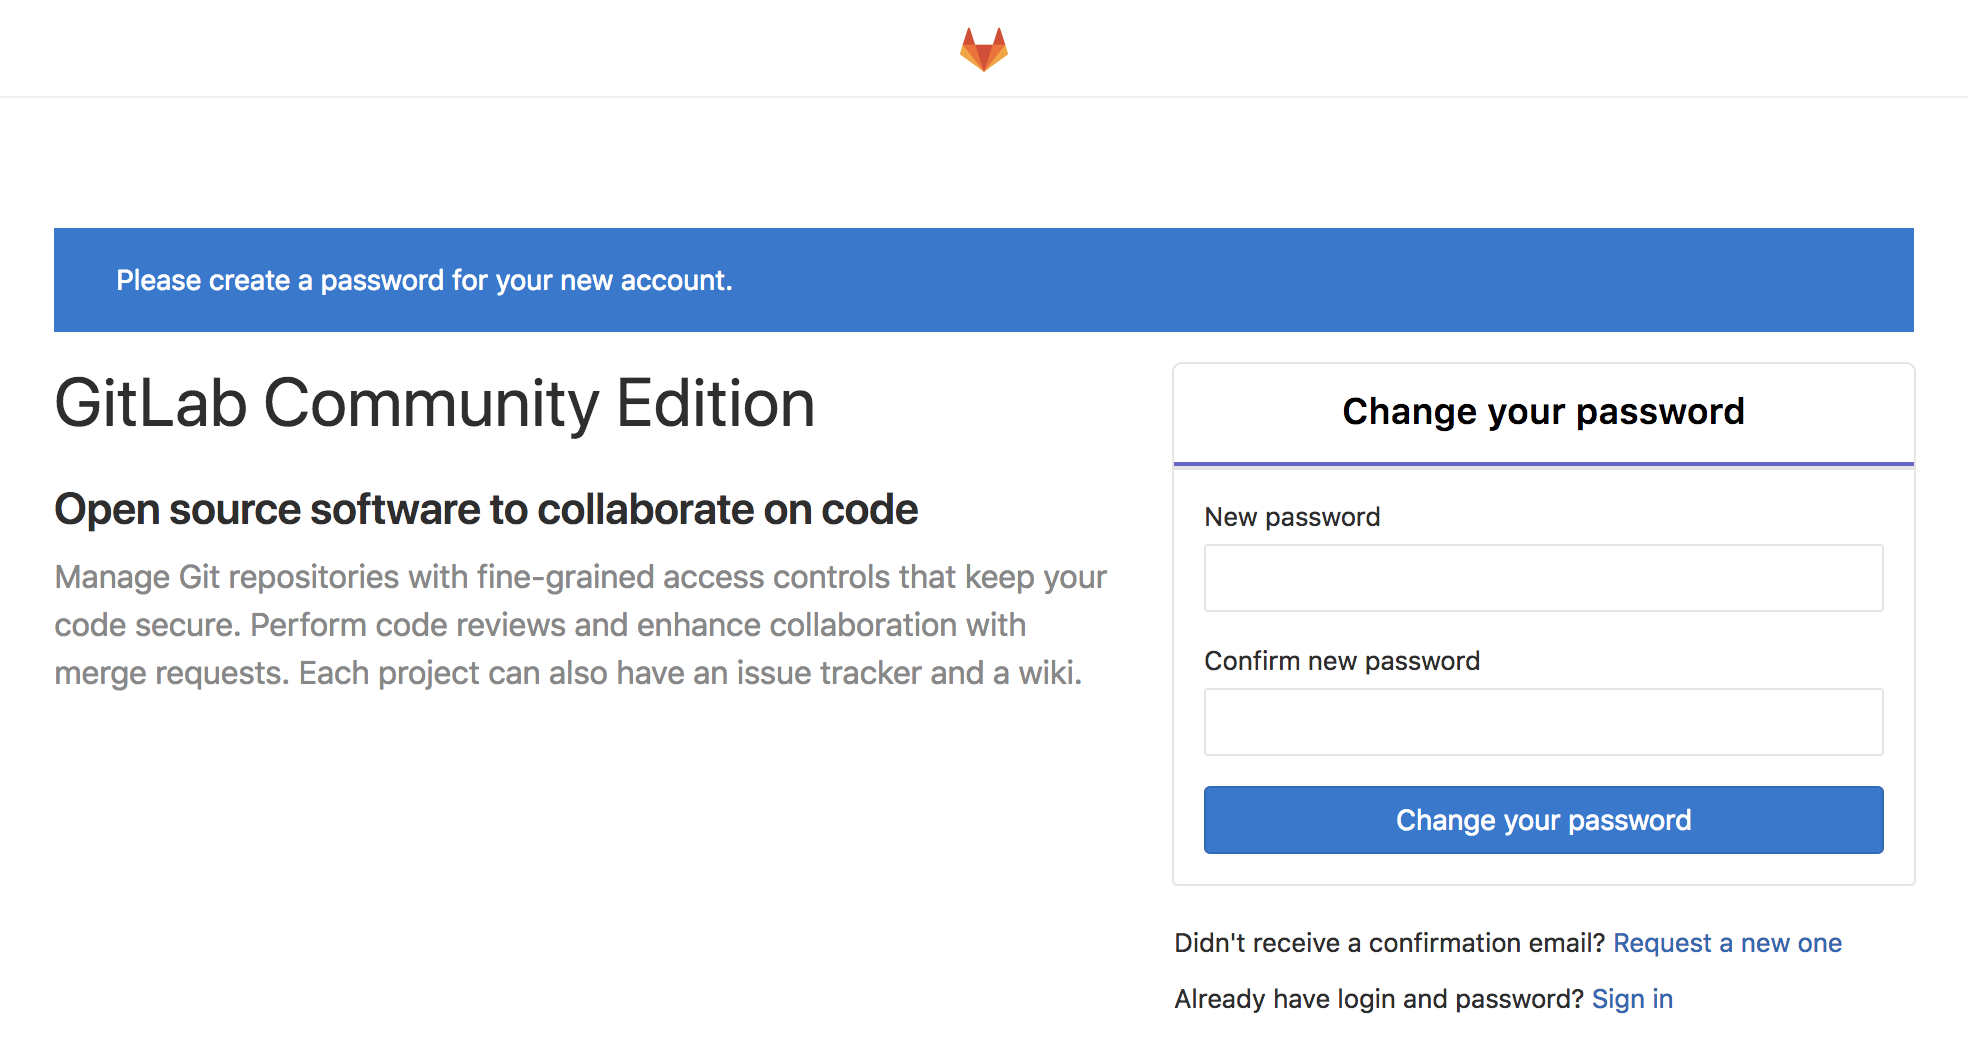 Please create a password for your new account.
GitLab Community Edition
Open source software to collaborate on code
Manage Git repositories with fine-grained access controls that keep your
code secure. Perform code reviews and enhance collaboration with
merge requests. Each project can also have an issue tracker and a wiki.
Change your password
New password
Confirm new password
Change your password
Didn't receive a confirmation email? Request a new one
Already have login and password? Sign in